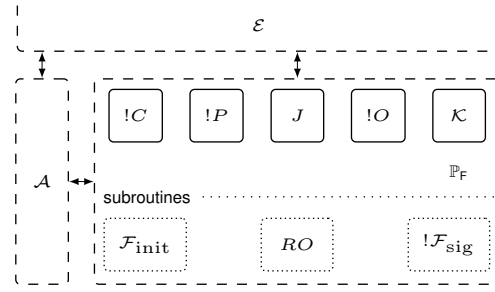 ℰ
!C !P J !O 𝒦
𝒜
ℙ_F
subroutines
ℱ_init RO !ℱ_sig